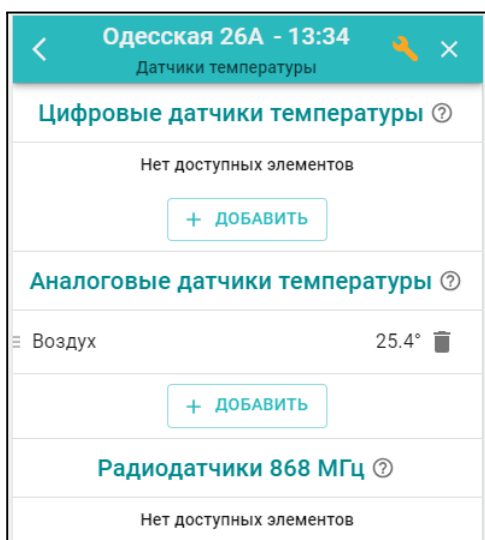 Одесская 26А - 13:34
Датчики температуры
Цифровые датчики температуры
Нет доступных элементов
+ ДОБАВИТЬ
Аналоговые датчики температуры
Воздух 25.4°
+ ДОБАВИТЬ
Радиодатчики 868 МГц
Нет доступных элементов